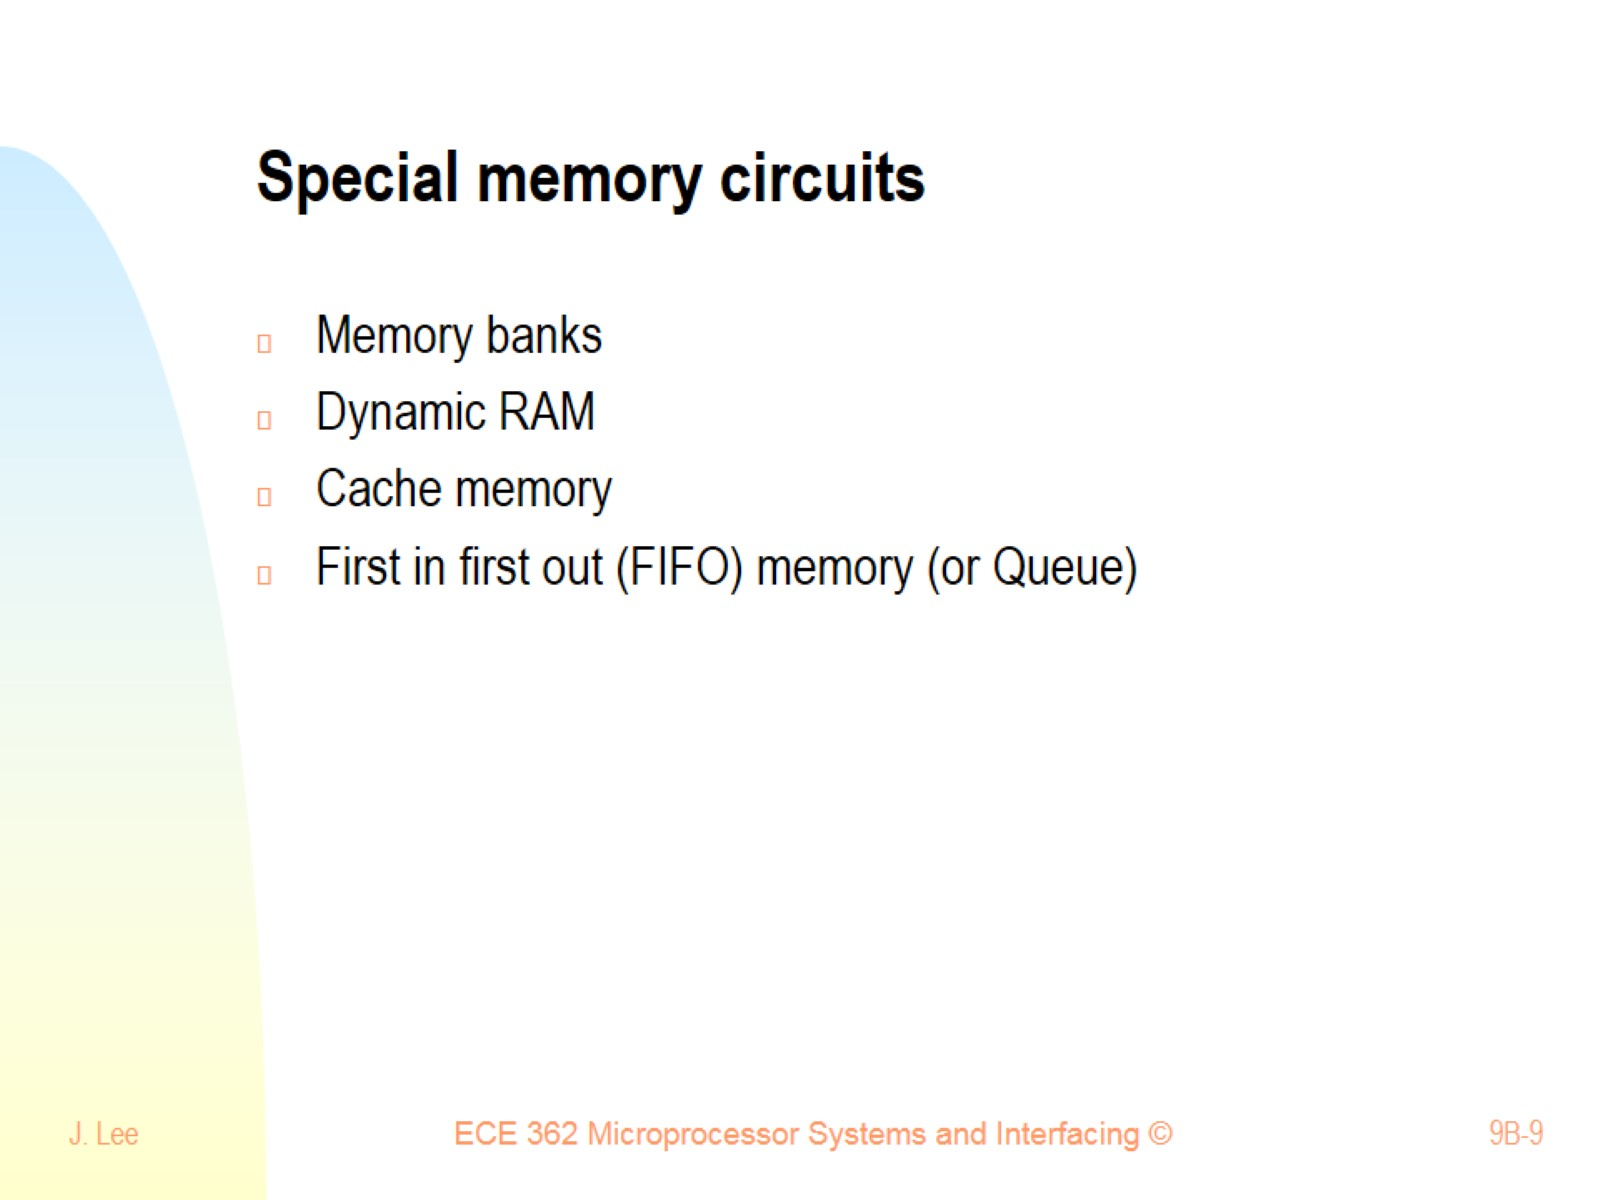 Special memory circuits
Memory banks
Dynamic RAM
Cache memory
First in first out (FIFO) memory (or Queue)
J. Lee
ECE 362 Microprocessor Systems and Interfacing ©
9B-9